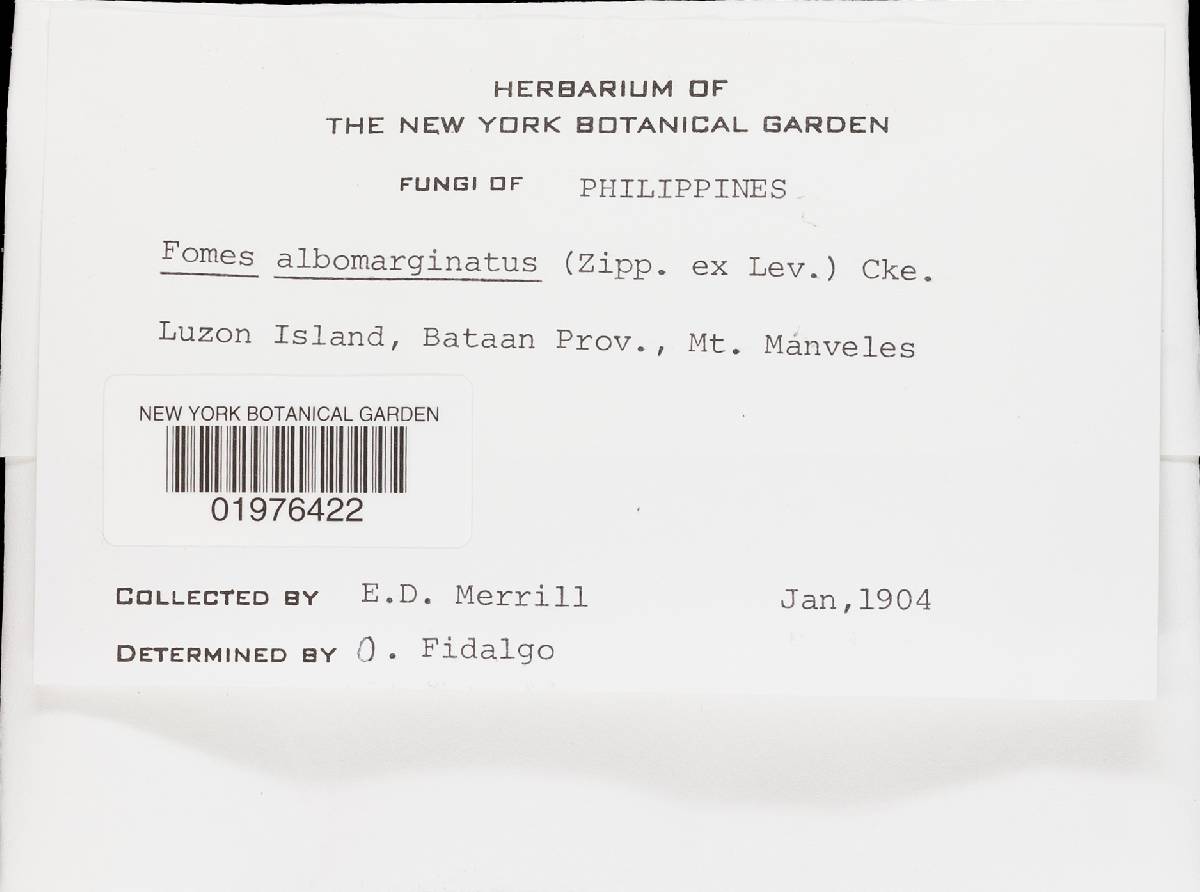 HERBARIUM OF
THE NEW YORK BOTANICAL GARDEN
FUNGI OF PHILIPPINES
Fomes albomarginatus (Zipp. ex Lev.) Cke.
Luzon Island, Bataan Prov., Mt. Manveles
NEW YORK BOTANICAL GARDEN
01976422
COLLECTED BY E.D. Merrill Jan,1904
DETERMINED BY O. Fidalgo